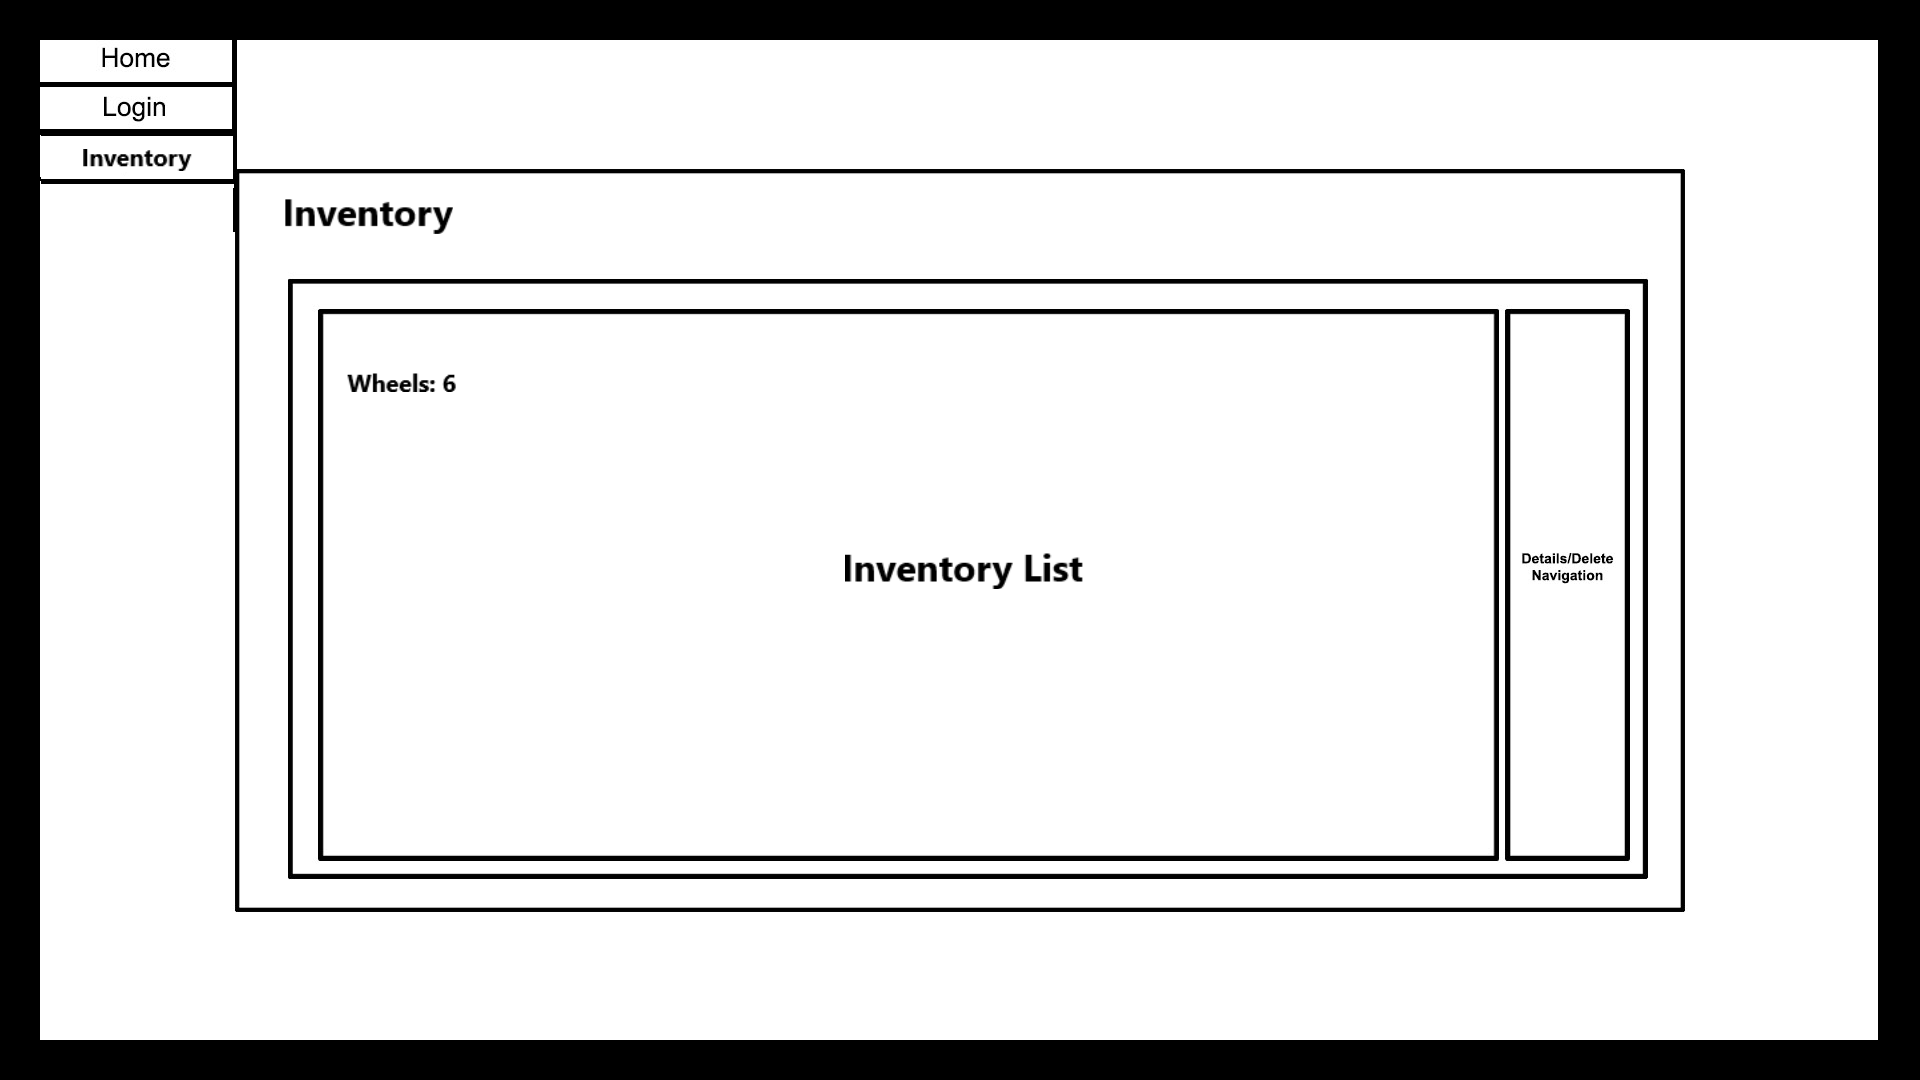 Home
Login
Inventory
Inventory
Wheels: 6
Inventory List
Details/Delete
Navigation